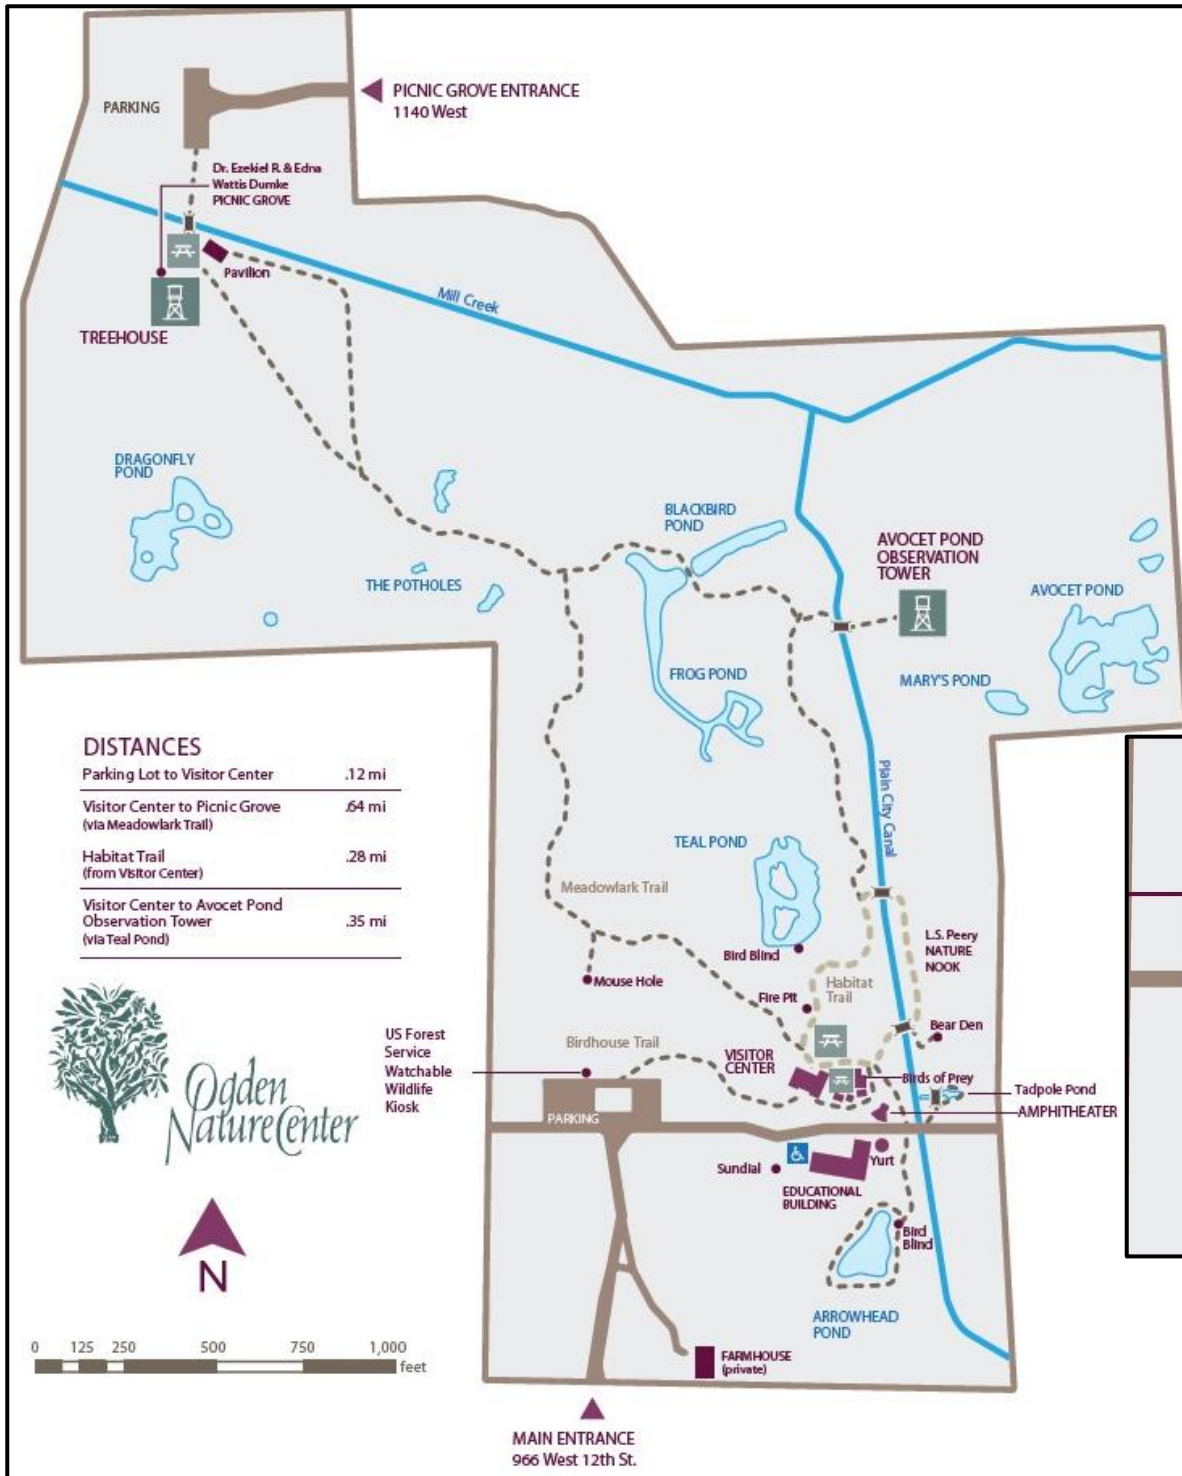 PICNIC GROVE ENTRANCE
1140 West
PARKING
Dr. Ezekiel R. & Edna
Wattis Dumke
PICNIC GROVE
Pavilion
TREEHOUSE
Mill Creek
DRAGONFLY
POND
THE POTHOLES
BLACKBIRD
POND
AVOCET POND
OBSERVATION
TOWER
AVOCET POND
FROG POND
MARY'S POND
DISTANCES
Parking Lot to Visitor Center .12 mi
Visitor Center to Picnic Grove .64 mi
(via Meadowlark Trail)
Habitat Trail .28 mi
(from Visitor Center)
Visitor Center to Avocet Pond
Observation Tower .35 mi
(via Teal Pond)
Plain City Canal
TEAL POND
Meadowlark Trail
Bird Blind
L.S. Peery
NATURE
NOOK
Mouse Hole
Habitat
Trail
Fire Pit
Bear Den
Birdhouse Trail
US Forest
Service
Watchable
Wildlife
Kiosk
VISITOR
CENTER
Birds of Prey
Tadpole Pond
AMPHITHEATER
PARKING
Ogden
Nature Center
Sundial
Yurt
EDUCATIONAL
BUILDING
Bird
Blind
N
ARROWHEAD
POND
0 125 250 500 750 1,000
feet
FARMHOUSE
(private)
MAIN ENTRANCE
966 West 12th St.